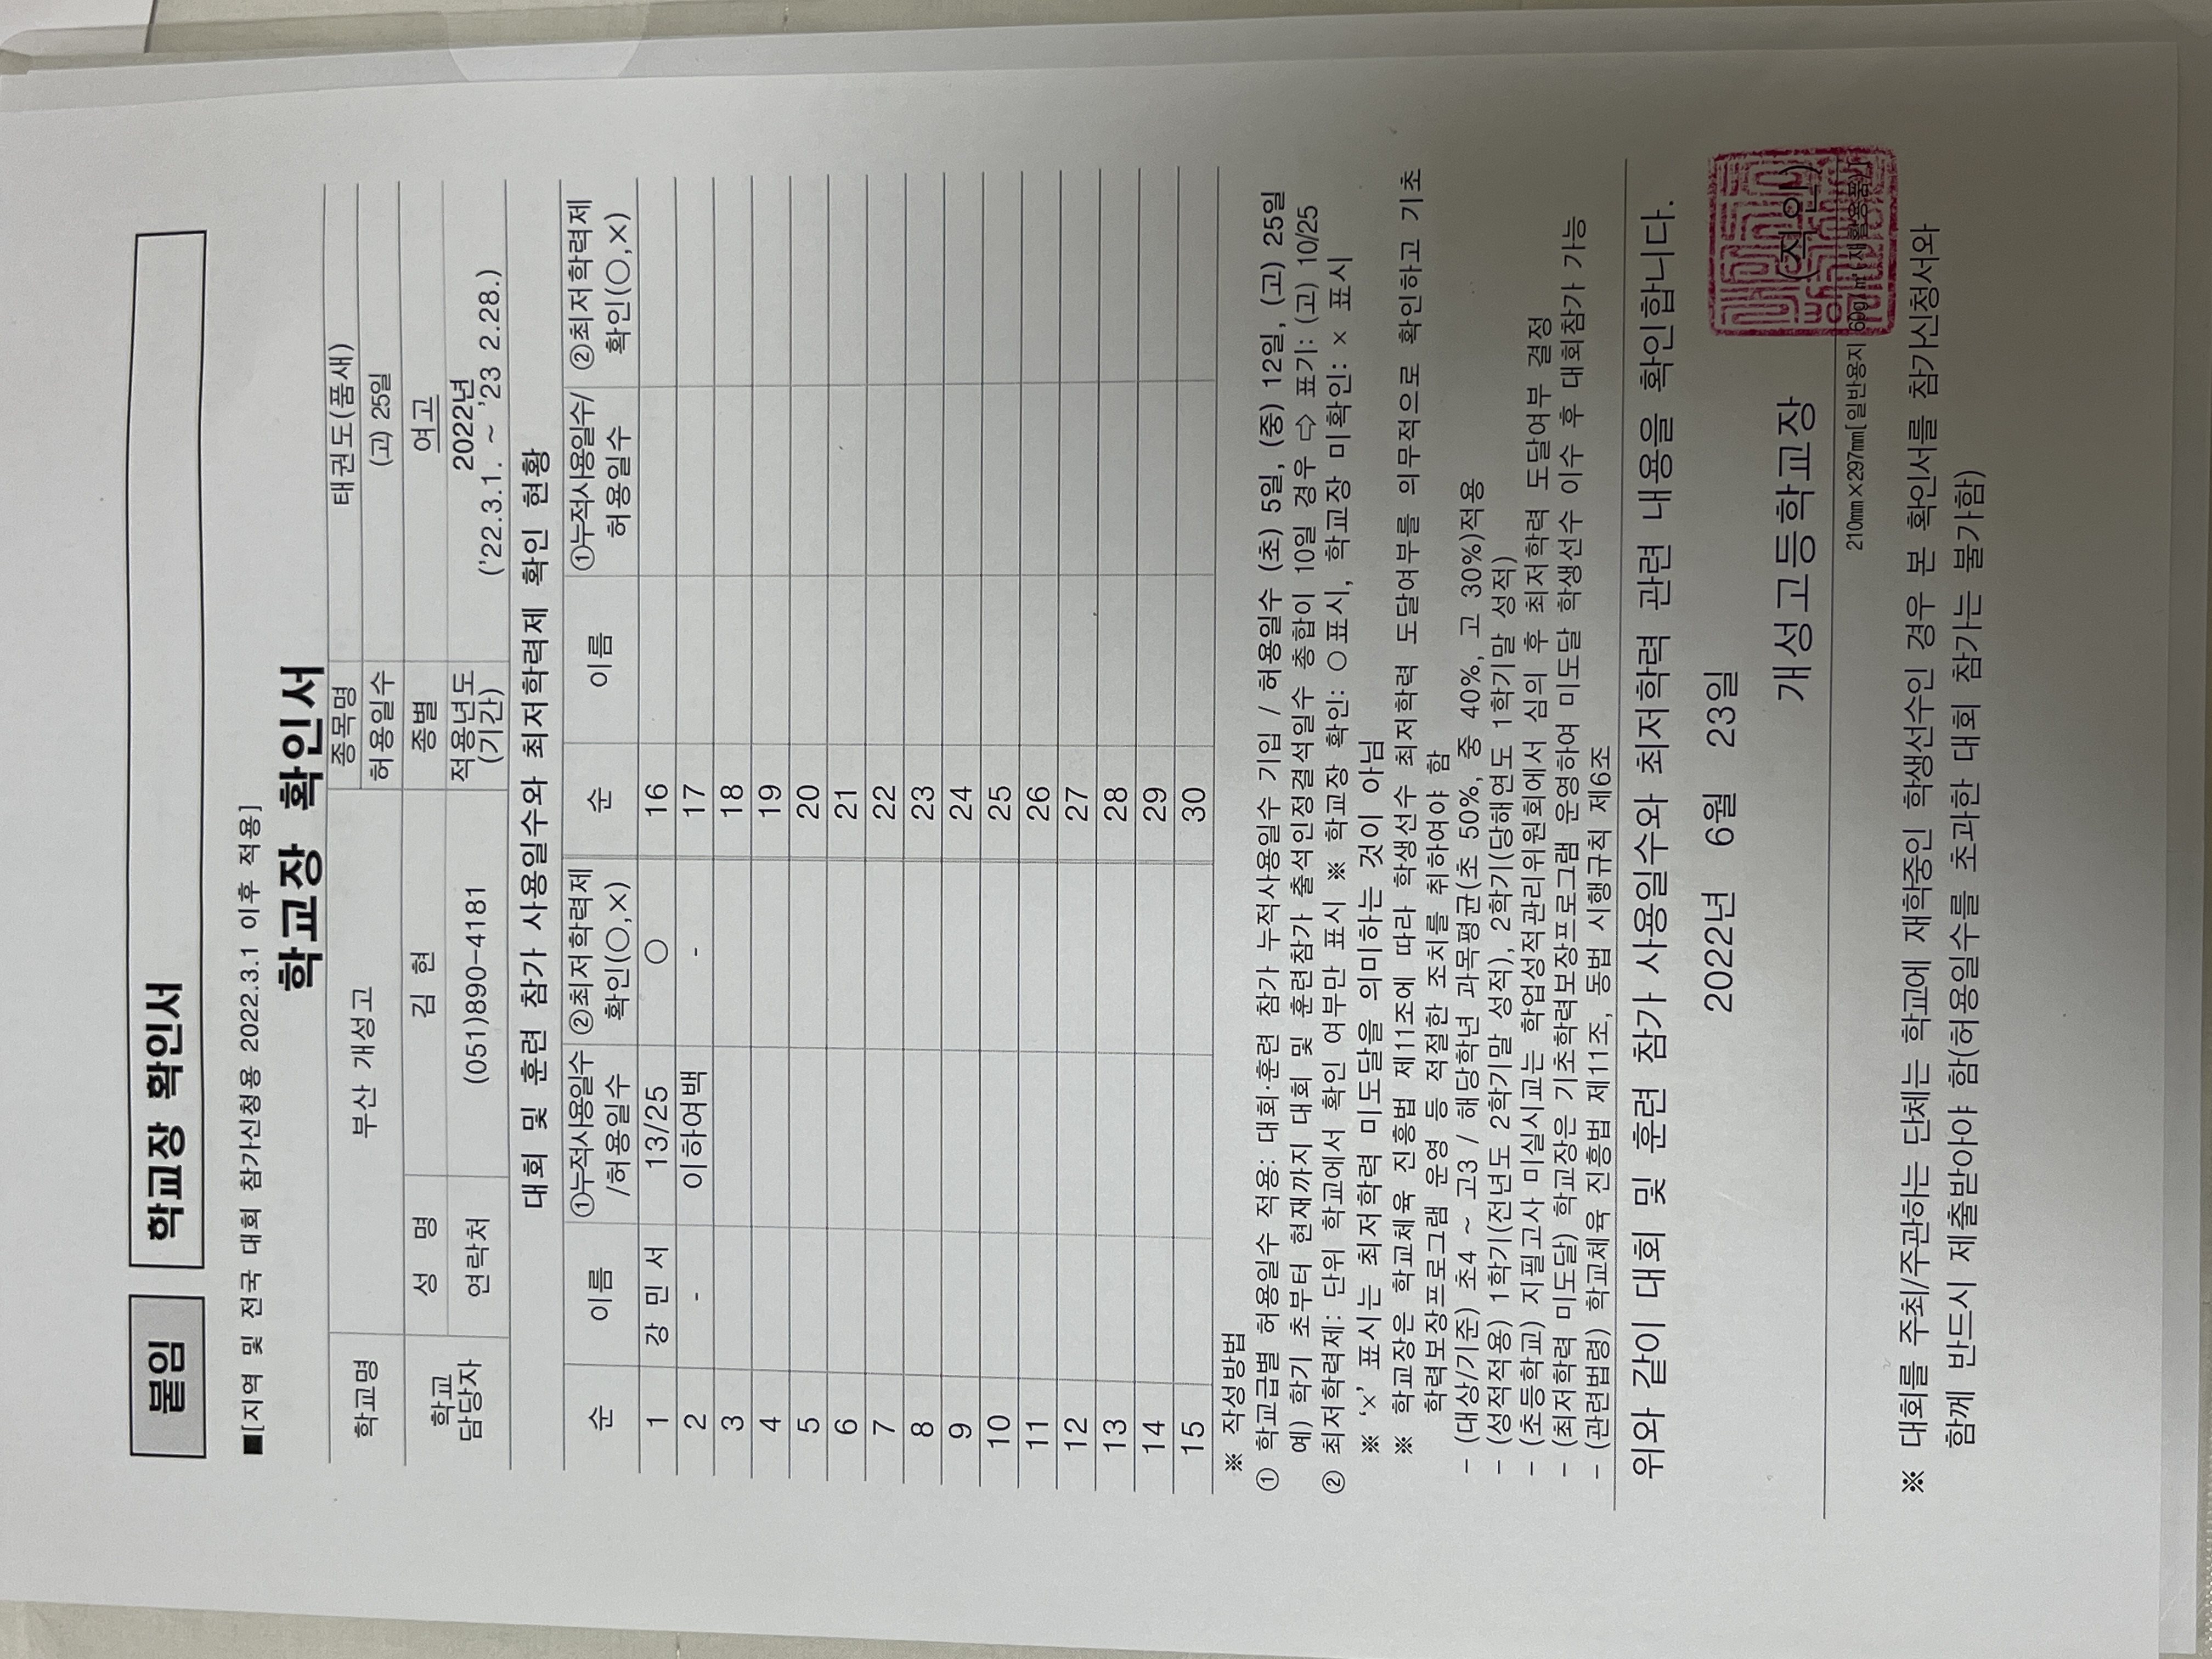 붙임 학교장 확인서
■[지역 및 전국 대회 참가신청용 2022.3.1 이후 적용]
학교장 확인서
학교명 부산 개성고 종목명 태권도(품새)
허용일수 (고) 25일
학교 담당자 성 명 김 현 종별 여고
연락처 (051)890-4181 적용년도 (기간) 2022년 ('22.3.1. ~ '23 2.28.)
대회 및 훈련 참가 사용일수와 최저학력제 확인 현황
순 이름 ①누적사용일수/허용일수 ②최저학력제 확인(○,×) 순 이름 ①누적사용일수/허용일수 ②최저학력제 확인(○,×)
1 강 민 서 13/25 ○ 16
2 - 이하여백 - 17
3 18
4 19
5 20
6 21
7 22
8 23
9 24
10 25
11 26
12 27
13 28
14 29
15 30
※ 작성방법
① 학교급별 허용일수 적용: 대회·훈련 참가 누적사용일수 기입 / 허용일수 (초) 5일, (중) 12일, (고) 25일
예) 학기 초부터 현재까지 대회 및 훈련참가 출석인정결석일수 총합이 10일 경우 ⇨ 표기: (고) 10/25
② 최저학력제: 단위 학교에서 확인 여부만 표시 ※ 학교장 확인: ○표시, 학교장 미확인: × 표시
※ '×' 표시는 최저학력 미도달을 의미하는 것이 아님
※ 학교장은 학교체육 진흥법 제11조에 따라 학생선수 최저학력 도달여부를 의무적으로 확인하고 기초
학력보장프로그램 운영 등 적절한 조치를 취하여야 함
- (대상/기준) 초4 ~ 고3 / 해당학년 과목평균(초 50%, 중 40%, 고 30%)적용
- (성적적용) 1학기(전년도 2학기말 성적), 2학기(당해연도 1학기말 성적)
- (초등학교) 지필고사 미실시교는 학업성적관리위원회에서 심의 후 최저학력 도달여부 결정
- (최저학력 미도달) 학교장은 기초학력보장프로그램 운영하여 미도달 학생선수 이수 후 대회참가 가능
- (관련법령) 학교체육 진흥법 제11조, 동법 시행규칙 제6조
위와 같이 대회 및 훈련 참가 사용일수와 최저학력 관련 내용을 확인합니다.
2022년 6월 23일
개성고등학교장 (직인)
210mm×297mm[일반용지 60g/㎡(재활용품)]
※ 대회를 주최/주관하는 단체는 학교에 재학중인 학생선수인 경우 본 확인서를 참가신청서와
함께 반드시 제출받아야 함(허용일수를 초과한 대회 참가는 불가함)